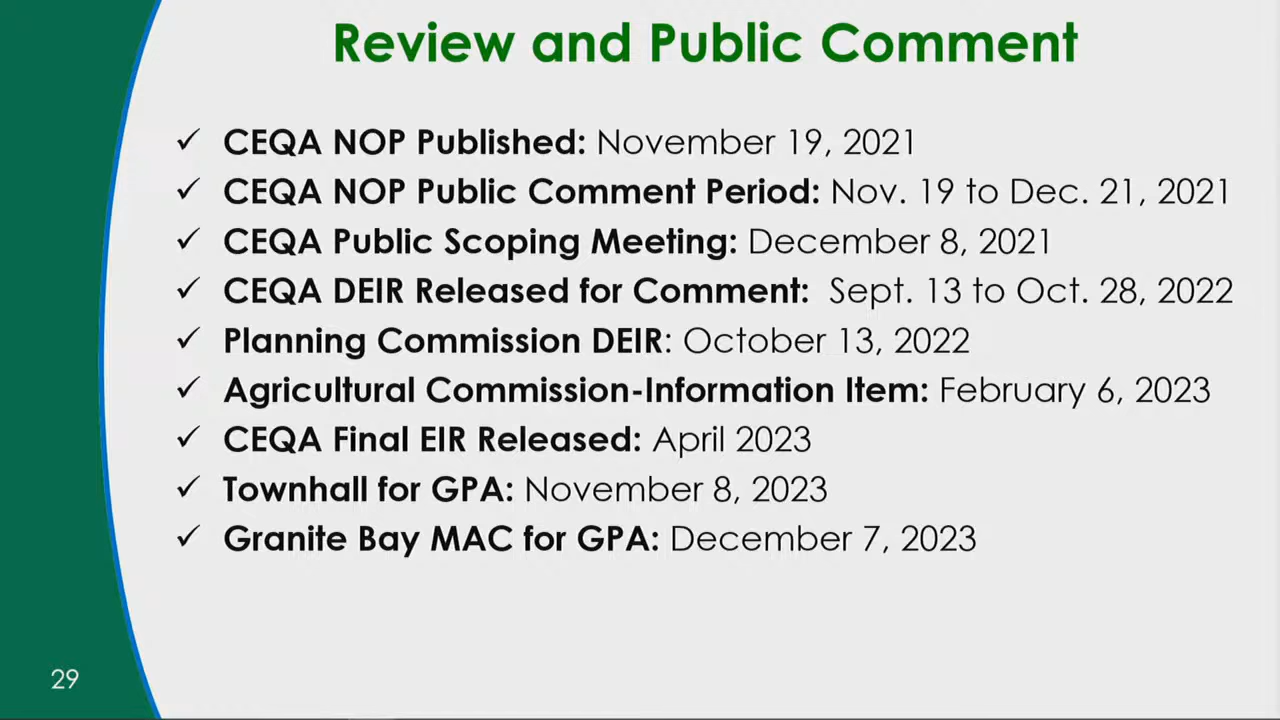 Review and Public Comment
✓ CEQA NOP Published: November 19, 2021
✓ CEQA NOP Public Comment Period: Nov. 19 to Dec. 21, 2021
✓ CEQA Public Scoping Meeting: December 8, 2021
✓ CEQA DEIR Released for Comment: Sept. 13 to Oct. 28, 2022
✓ Planning Commission DEIR: October 13, 2022
✓ Agricultural Commission-Information Item: February 6, 2023
✓ CEQA Final EIR Released: April 2023
✓ Townhall for GPA: November 8, 2023
✓ Granite Bay MAC for GPA: December 7, 2023
29